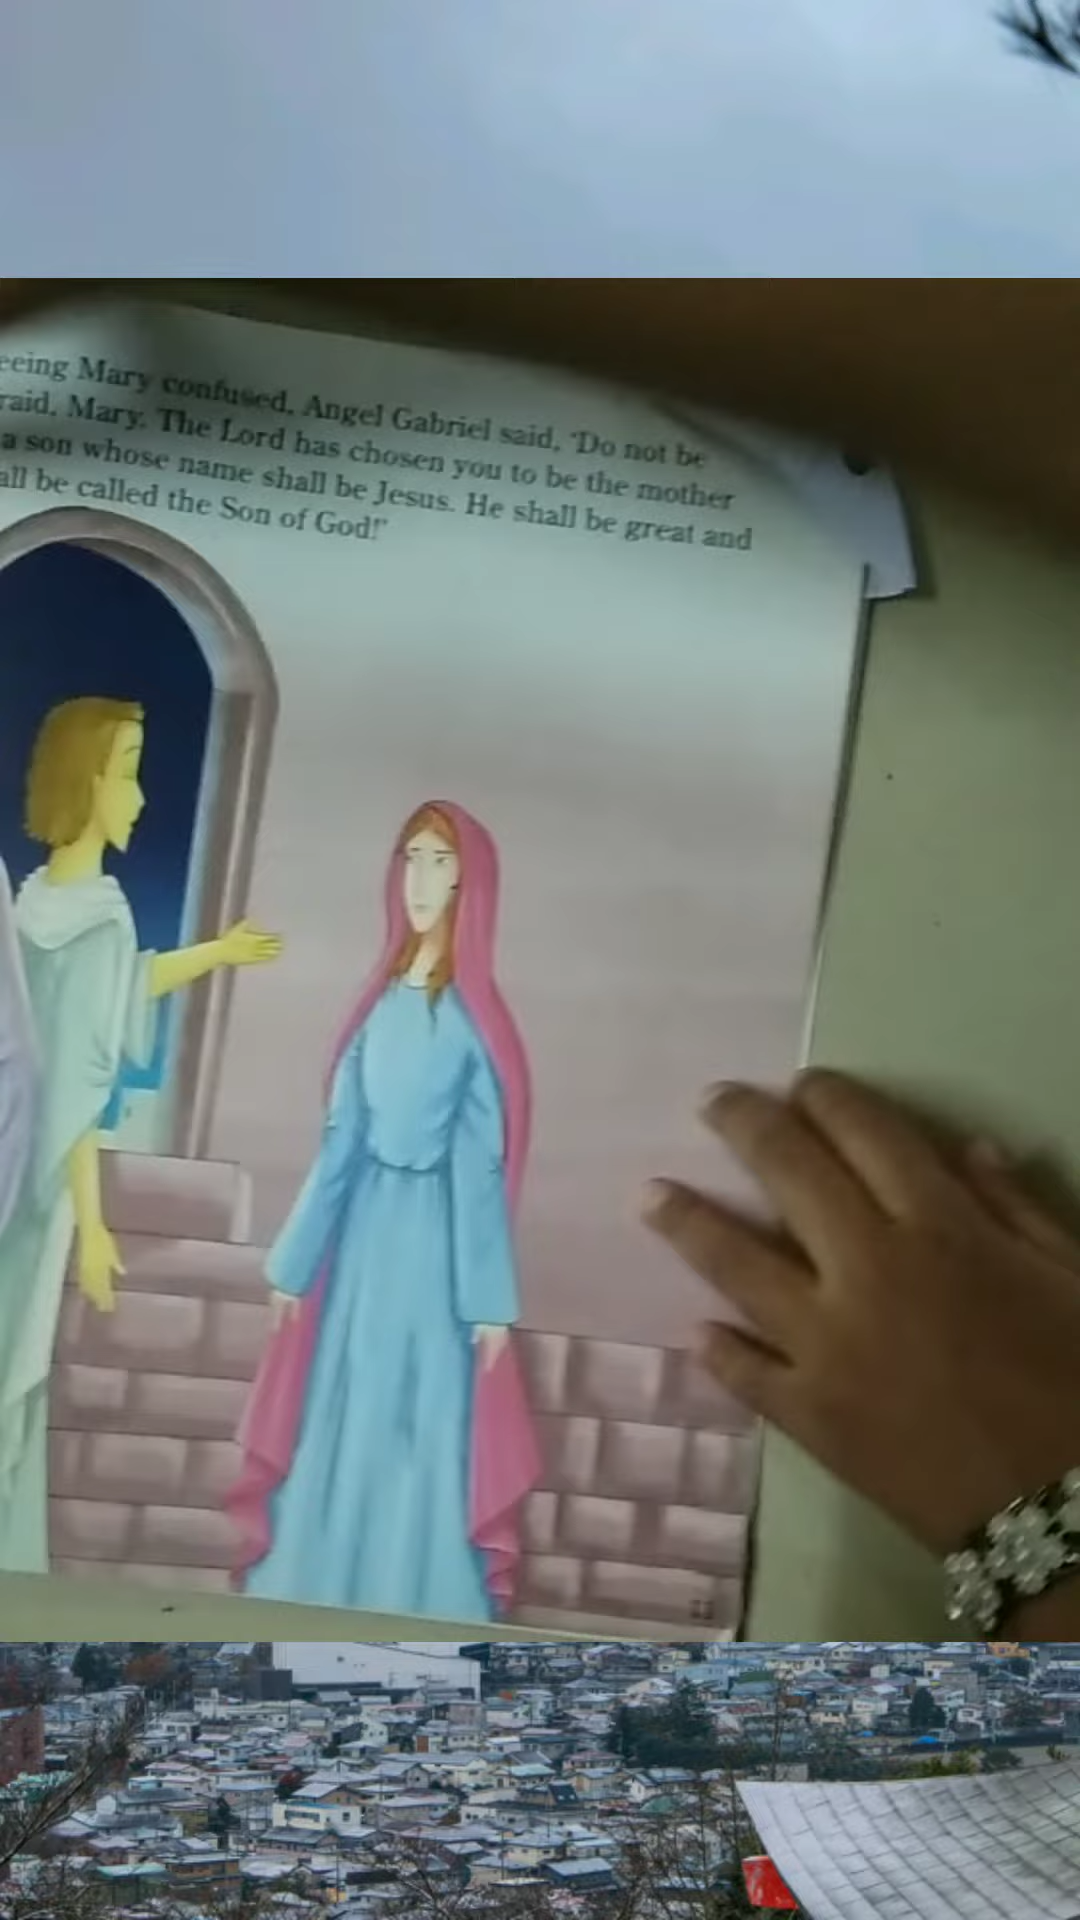 eeing Mary confused, Angel Gabriel said, 'Do not be
raid, Mary. The Lord has chosen you to be the mother
a son whose name shall be Jesus. He shall be great and
all be called the Son of God!'